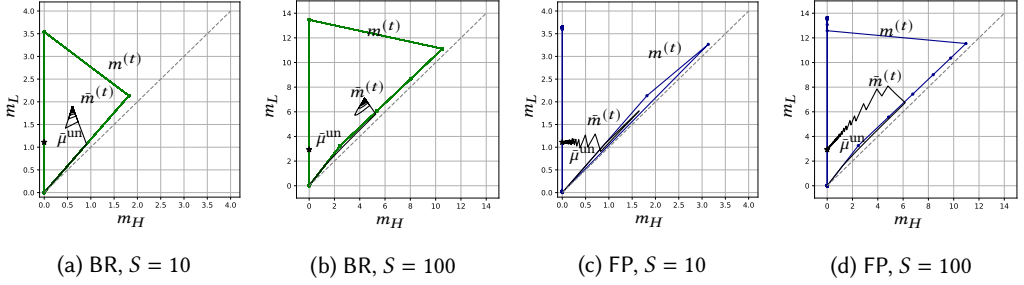 4.0
3.5
3.0
2.5
2.0
1.5
1.0
0.5
0.0
m_L
m^(t)
m̄^(t)
μ̄^un
0.0 0.5 1.0 1.5 2.0 2.5 3.0 3.5 4.0
m_H
(a) BR, S = 10
14
12
10
8
6
4
2
0
m_L
m^(t)
m̄^(t)
μ̄^un
0 2 4 6 8 10 12 14
m_H
(b) BR, S = 100
4.0
3.5
3.0
2.5
2.0
1.5
1.0
0.5
0.0
m_L
m^(t)
m̄^(t)
μ̄^un
0.0 0.5 1.0 1.5 2.0 2.5 3.0 3.5 4.0
m_H
(c) FP, S = 10
14
12
10
8
6
4
2
0
m_L
m^(t)
m̄^(t)
μ̄^un
0 2 4 6 8 10 12 14
m_H
(d) FP, S = 100